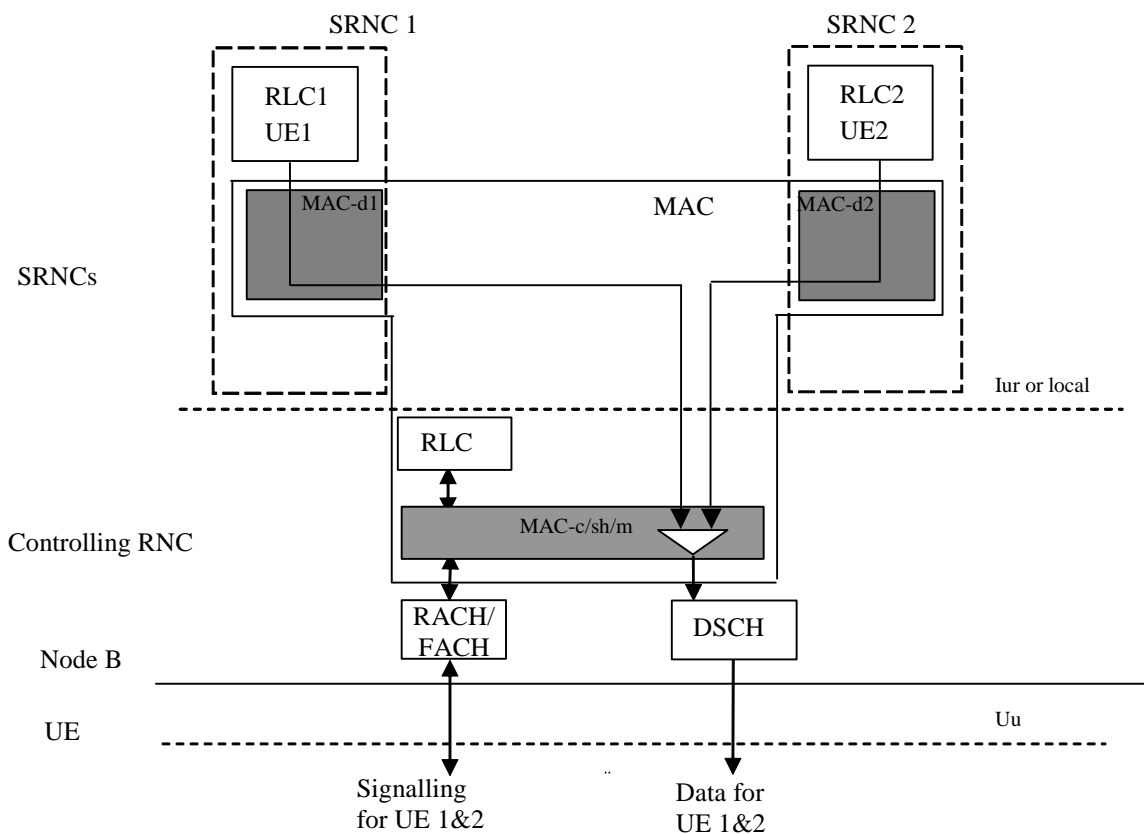 SRNC 1
SRNC 2
RLC1
UE1
RLC2
UE2
MAC-d1
MAC
MAC-d2
SRNCs
Iur or local
RLC
MAC-c/sh/m
Controlling RNC
RACH/
FACH
DSCH
Node B
UE
Uu
Signalling
for UE 1&2
..
Data for
UE 1&2